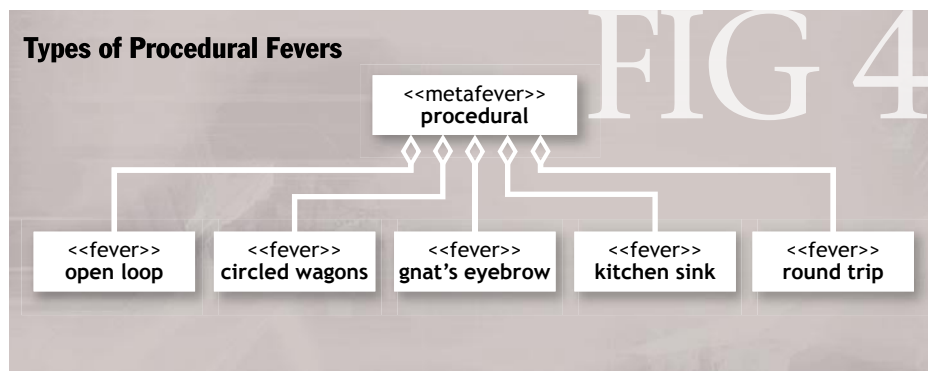 FIG 4
Types of Procedural Fevers
<<metafever>>
procedural
<<fever>>
open loop
<<fever>>
circled wagons
<<fever>>
gnat's eyebrow
<<fever>>
kitchen sink
<<fever>>
round trip